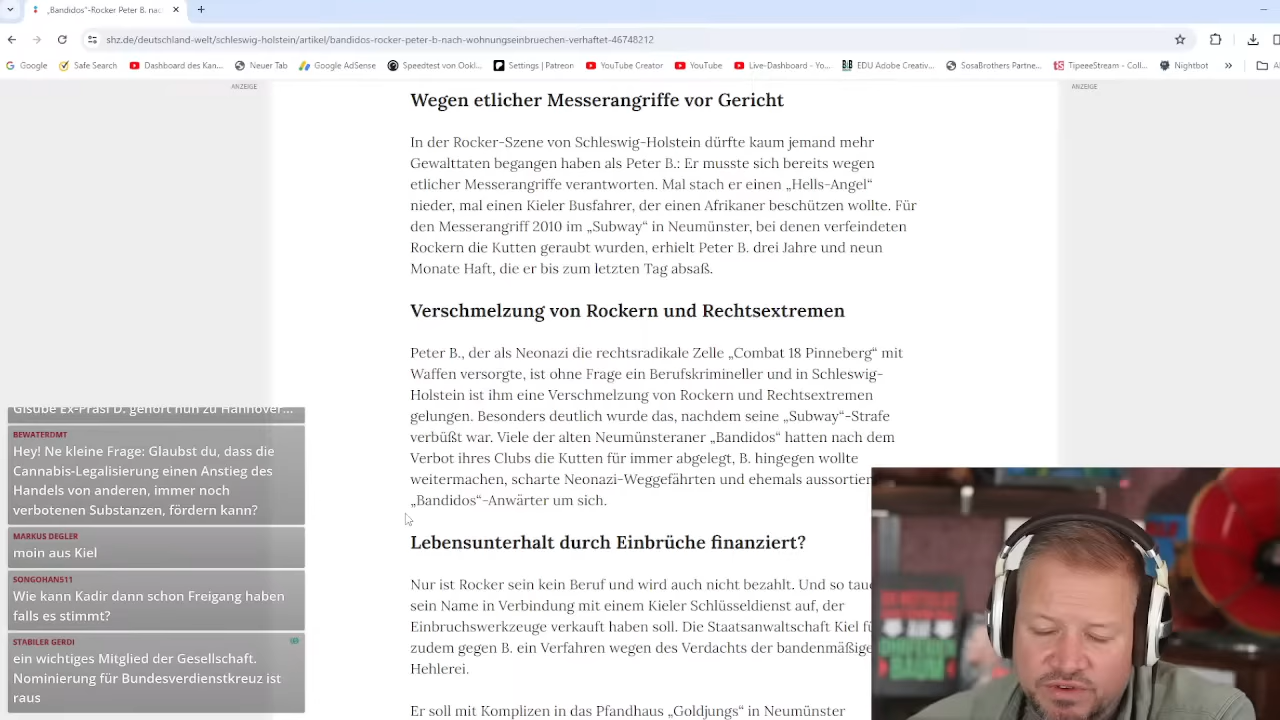 „Bandidos“-Rocker Peter B. nac
shz.de/deutschland-welt/schleswig-holstein/artikel/bandidos-rocker-peter-b-nach-wohnungseinbruechen-verhaftet-46748212
Google Safe Search Dashboard des Kan... Neuer Tab Google AdSense Speedtest von Ookl... Settings | Patreon YouTube Creator YouTube Live-Dashboard - Yo... EDU Adobe Creativ... SosaBrothers Partne... TipeeeStream - Coll... Nightbot
ANZEIGE
ANZEIGE
Wegen etlicher Messerangriffe vor Gericht
In der Rocker-Szene von Schleswig-Holstein dürfte kaum jemand mehr
Gewalttaten begangen haben als Peter B.: Er musste sich bereits wegen
etlicher Messerangriffe verantworten. Mal stach er einen „Hells-Angel“
nieder, mal einen Kieler Busfahrer, der einen Afrikaner beschützen wollte. Für
den Messerangriff 2010 im „Subway“ in Neumünster, bei denen verfeindeten
Rockern die Kutten geraubt wurden, erhielt Peter B. drei Jahre und neun
Monate Haft, die er bis zum letzten Tag absaß.
Verschmelzung von Rockern und Rechtsextremen
Peter B., der als Neonazi die rechtsradikale Zelle „Combat 18 Pinneberg“ mit
Waffen versorgte, ist ohne Frage ein Berufskrimineller und in Schleswig-
Holstein ist ihm eine Verschmelzung von Rockern und Rechtsextremen
gelungen. Besonders deutlich wurde das, nachdem seine „Subway“-Strafe
verbüßt war. Viele der alten Neumünsteraner „Bandidos“ hatten nach dem
Verbot ihres Clubs die Kutten für immer abgelegt, B. hingegen wollte
weitermachen, scharte Neonazi-Weggefährten und ehemals aussortier
„Bandidos“-Anwärter um sich.
Lebensunterhalt durch Einbrüche finanziert?
Nur ist Rocker sein kein Beruf und wird auch nicht bezahlt. Und so tau
sein Name in Verbindung mit einem Kieler Schlüsseldienst auf, der
Einbruchswerkzeuge verkauft haben soll. Die Staatsanwaltschaft Kiel fü
zudem gegen B. ein Verfahren wegen des Verdachts der bandenmäßige
Hehlerei.
Er soll mit Komplizen in das Pfandhaus „Goldjungs“ in Neumünster
Gisübe Ex-Präsi D. gehört nun zu Hannover...
BEWATERDMT
Hey! Ne kleine Frage: Glaubst du, dass die
Cannabis-Legalisierung einen Anstieg des
Handels von anderen, immer noch
verbotenen Substanzen, fördern kann?
MARKUS DEGLER
moin aus Kiel
SONGOHAN511
Wie kann Kadir dann schon Freigang haben
falls es stimmt?
STABILER GERDI
ein wichtiges Mitglied der Gesellschaft.
Nominierung für Bundesverdienstkreuz ist
raus